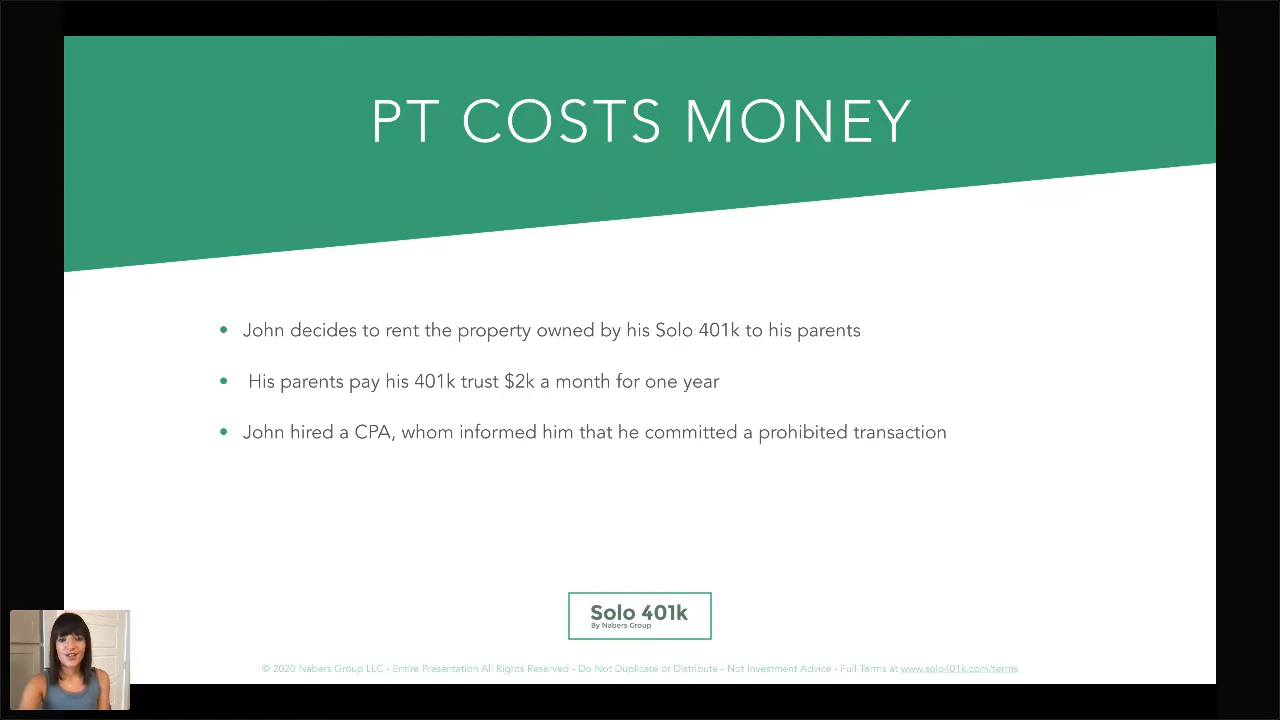 PT COSTS MONEY
• John decides to rent the property owned by his Solo 401k to his parents
• His parents pay his 401k trust $2k a month for one year
• John hired a CPA, whom informed him that he committed a prohibited transaction
Solo 401k
By Nabers Group
© 2020 Nabers Group LLC - Entire Presentation All Rights Reserved - Do Not Duplicate or Distribute - Not Investment Advice - Full Terms at www.solo401k.com/terms